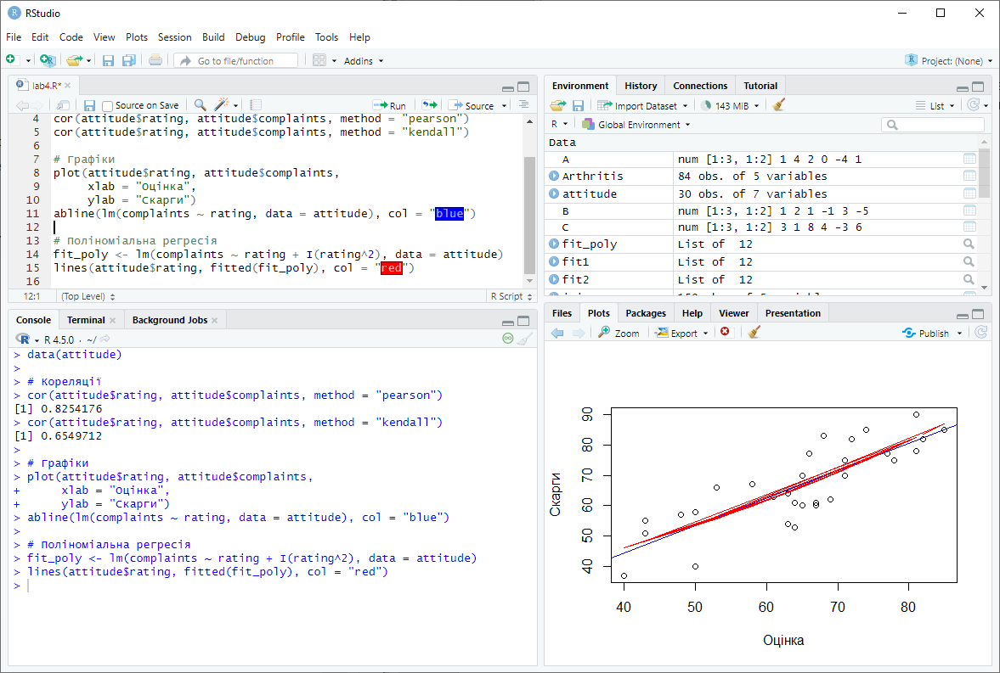 RStudio
File Edit Code View Plots Session Build Debug Profile Tools Help
Go to file/function Addins Project: (None)
lab4.R*
Source on Save Run Source
4 cor(attitude$rating, attitude$complaints, method = "pearson")
5 cor(attitude$rating, attitude$complaints, method = "kendall")
6
7 # Графіки
8 plot(attitude$rating, attitude$complaints,
9 xlab = "Оцінка",
10 ylab = "Скарги")
11 abline(lm(complaints ~ rating, data = attitude), col = "blue")
12
13 # Поліноміальна регресія
14 fit_poly <- lm(complaints ~ rating + I(rating^2), data = attitude)
15 lines(attitude$rating, fitted(fit_poly), col = "red")
16
12:1 (Top Level) R Script
Console Terminal Background Jobs
R 4.5.0 · ~/
> data(attitude)
>
> # Кореляції
> cor(attitude$rating, attitude$complaints, method = "pearson")
[1] 0.8254176
> cor(attitude$rating, attitude$complaints, method = "kendall")
[1] 0.6549712
>
> # Графіки
> plot(attitude$rating, attitude$complaints,
+ xlab = "Оцінка",
+ ylab = "Скарги")
> abline(lm(complaints ~ rating, data = attitude), col = "blue")
>
> # Поліноміальна регресія
> fit_poly <- lm(complaints ~ rating + I(rating^2), data = attitude)
> lines(attitude$rating, fitted(fit_poly), col = "red")
>
Environment History Connections Tutorial
Import Dataset 143 MiB List
R Global Environment
Data
A num [1:3, 1:2] 1 4 2 0 -4 1
Arthritis 84 obs. of 5 variables
attitude 30 obs. of 7 variables
B num [1:3, 1:2] 1 2 1 -1 3 -5
C num [1:3, 1:2] 3 1 8 4 -3 6
fit_poly List of 12
fit1 List of 12
fit2 List of 12
Files Plots Packages Help Viewer Presentation
Zoom Export Publish
90
80
70
60
50
40
Скарги
40 50 60 70 80
Оцінка